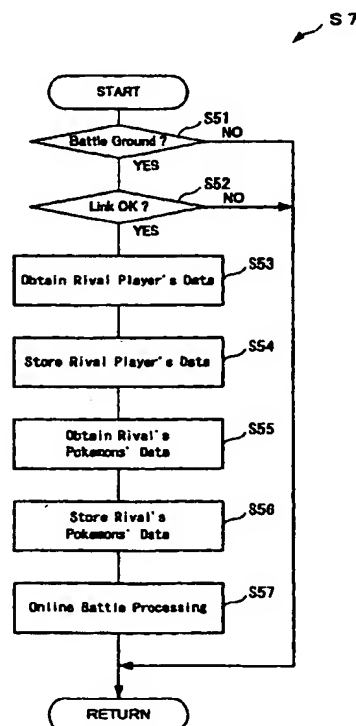 S 7
START
S51
Battle Ground ?
NO
YES
S52
Link OK ?
NO
YES
S53
Obtain Rival Player's Data
S54
Store Rival Player's Data
S55
Obtain Rival's
Pokemons' Data
S56
Store Rival's
Pokemons' Data
S57
Online Battle Processing
RETURN